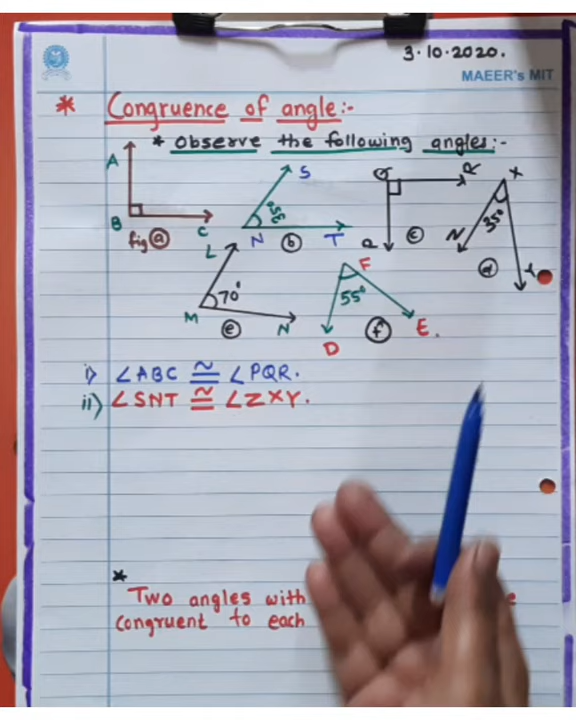 3.10.2020.
MAEER's MIT
* Congruence of angle:-
* Observe the following angles:-
A
B
C
fig ⓐ
S
35°
N
T
ⓑ
Q
R
P
ⓒ
X
35°
N
Y
ⓓ
L
70°
M
N
ⓔ
F
55°
D
E.
ⓕ
i) ∠ABC ≅ ∠PQR.
ii) ∠SNT ≅ ∠ZXY.
*
Two angles with
congruent to each